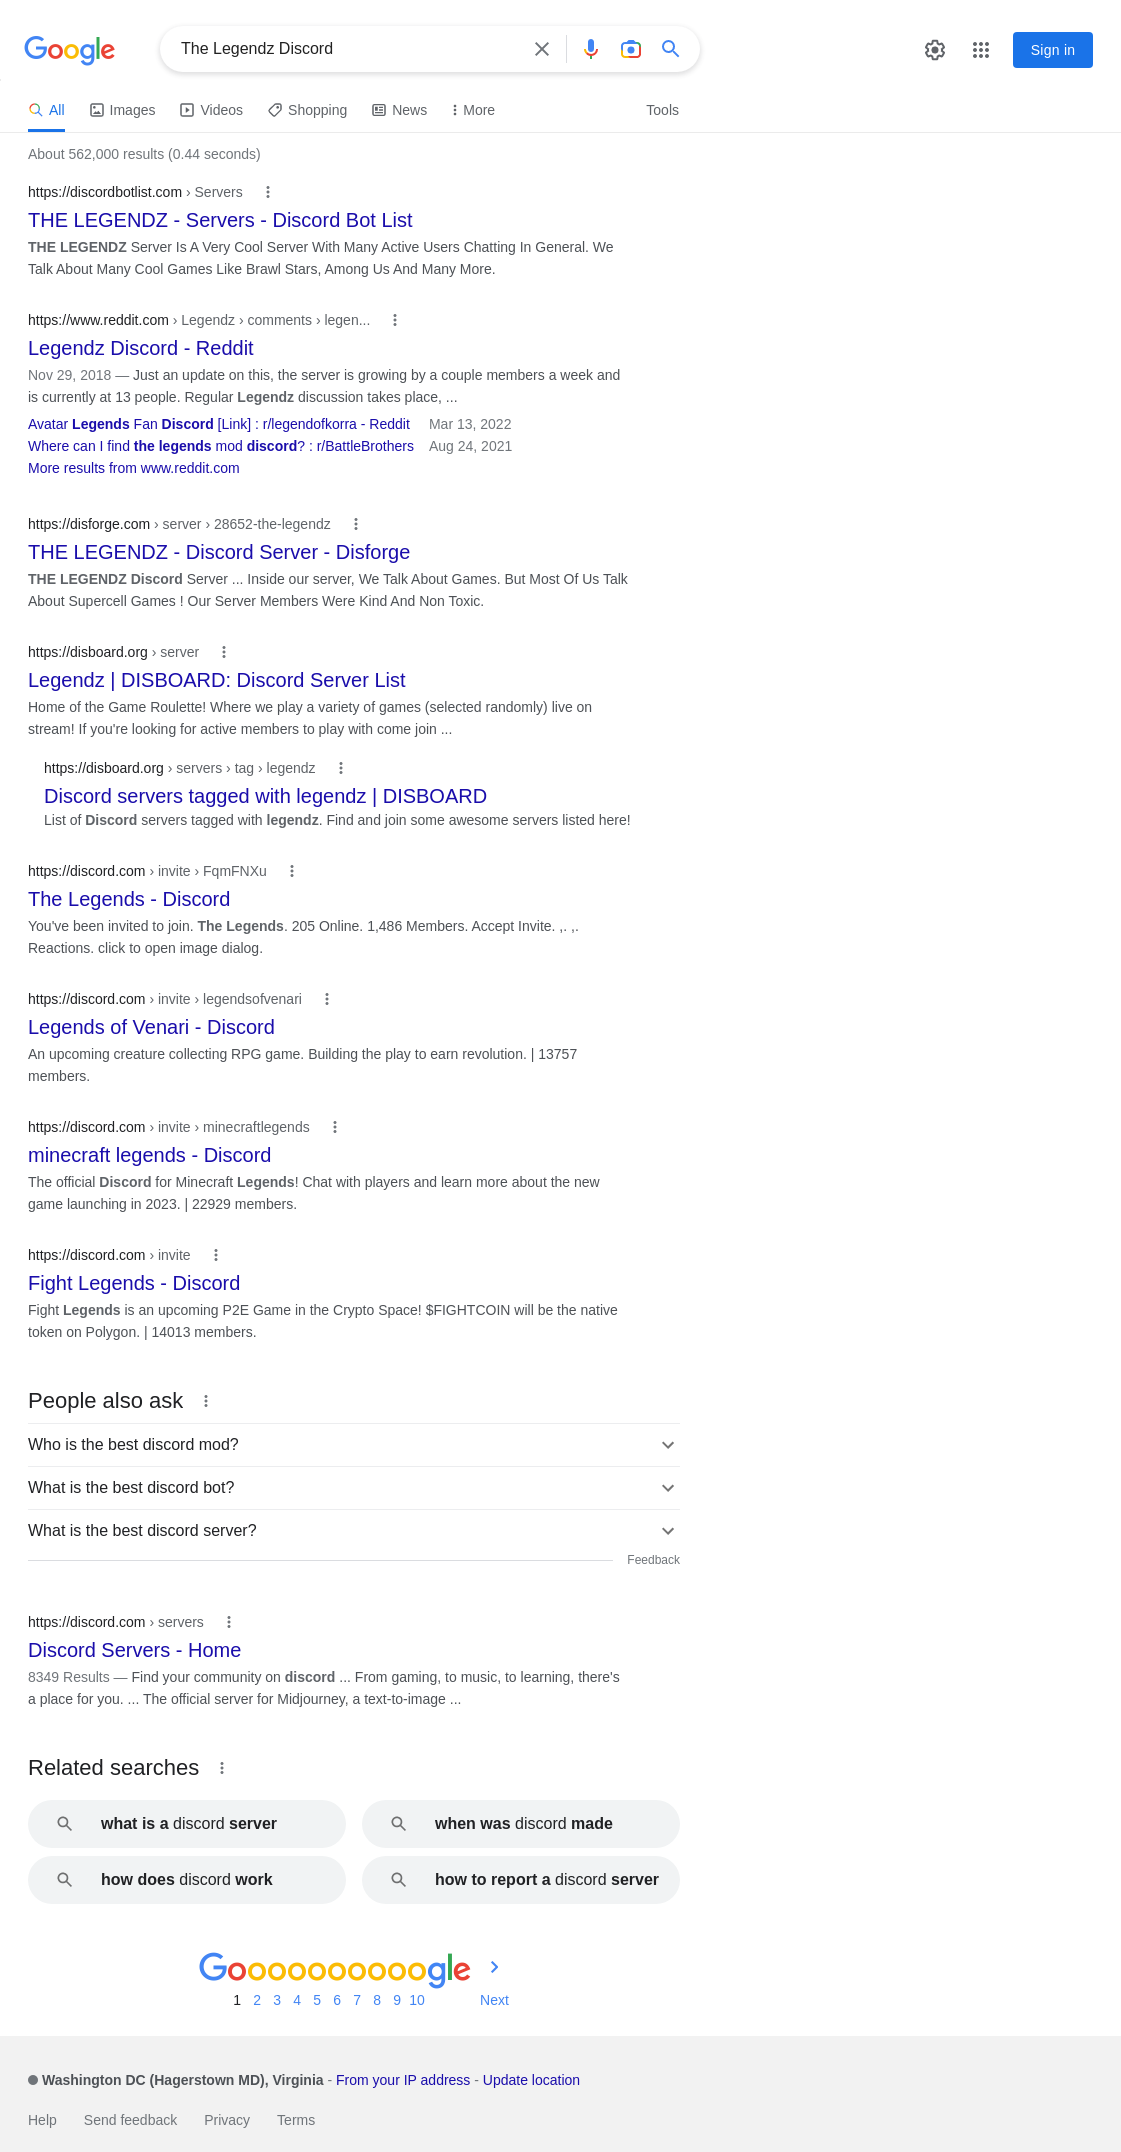 Google
The Legendz Discord
Sign in
All
Images
Videos
Shopping
News
More
Tools
About 562,000 results (0.44 seconds)
https://discordbotlist.com › Servers
THE LEGENDZ - Servers - Discord Bot List
THE LEGENDZ Server Is A Very Cool Server With Many Active Users Chatting In General. We
Talk About Many Cool Games Like Brawl Stars, Among Us And Many More.
https://www.reddit.com › Legendz › comments › legen...
Legendz Discord - Reddit
Nov 29, 2018 — Just an update on this, the server is growing by a couple members a week and
is currently at 13 people. Regular Legendz discussion takes place, ...
Avatar Legends Fan Discord [Link] : r/legendofkorra - Reddit Mar 13, 2022
Where can I find the legends mod discord? : r/BattleBrothers Aug 24, 2021
More results from www.reddit.com
https://disforge.com › server › 28652-the-legendz
THE LEGENDZ - Discord Server - Disforge
THE LEGENDZ Discord Server ... Inside our server, We Talk About Games. But Most Of Us Talk
About Supercell Games ! Our Server Members Were Kind And Non Toxic.
https://disboard.org › server
Legendz | DISBOARD: Discord Server List
Home of the Game Roulette! Where we play a variety of games (selected randomly) live on
stream! If you're looking for active members to play with come join ...
https://disboard.org › servers › tag › legendz
Discord servers tagged with legendz | DISBOARD
List of Discord servers tagged with legendz. Find and join some awesome servers listed here!
https://discord.com › invite › FqmFNXu
The Legends - Discord
You've been invited to join. The Legends. 205 Online. 1,486 Members. Accept Invite. ,. ,.
Reactions. click to open image dialog.
https://discord.com › invite › legendsofvenari
Legends of Venari - Discord
An upcoming creature collecting RPG game. Building the play to earn revolution. | 13757
members.
https://discord.com › invite › minecraftlegends
minecraft legends - Discord
The official Discord for Minecraft Legends! Chat with players and learn more about the new
game launching in 2023. | 22929 members.
https://discord.com › invite
Fight Legends - Discord
Fight Legends is an upcoming P2E Game in the Crypto Space! $FIGHTCOIN will be the native
token on Polygon. | 14013 members.
People also ask
Who is the best discord mod?
What is the best discord bot?
What is the best discord server?
Feedback
https://discord.com › servers
Discord Servers - Home
8349 Results — Find your community on discord ... From gaming, to music, to learning, there's
a place for you. ... The official server for Midjourney, a text-to-image ...
Related searches
what is a discord server
when was discord made
how does discord work
how to report a discord server
Goooooooooogle
1 2 3 4 5 6 7 8 9 10 Next
Washington DC (Hagerstown MD), Virginia - From your IP address - Update location
Help Send feedback Privacy Terms